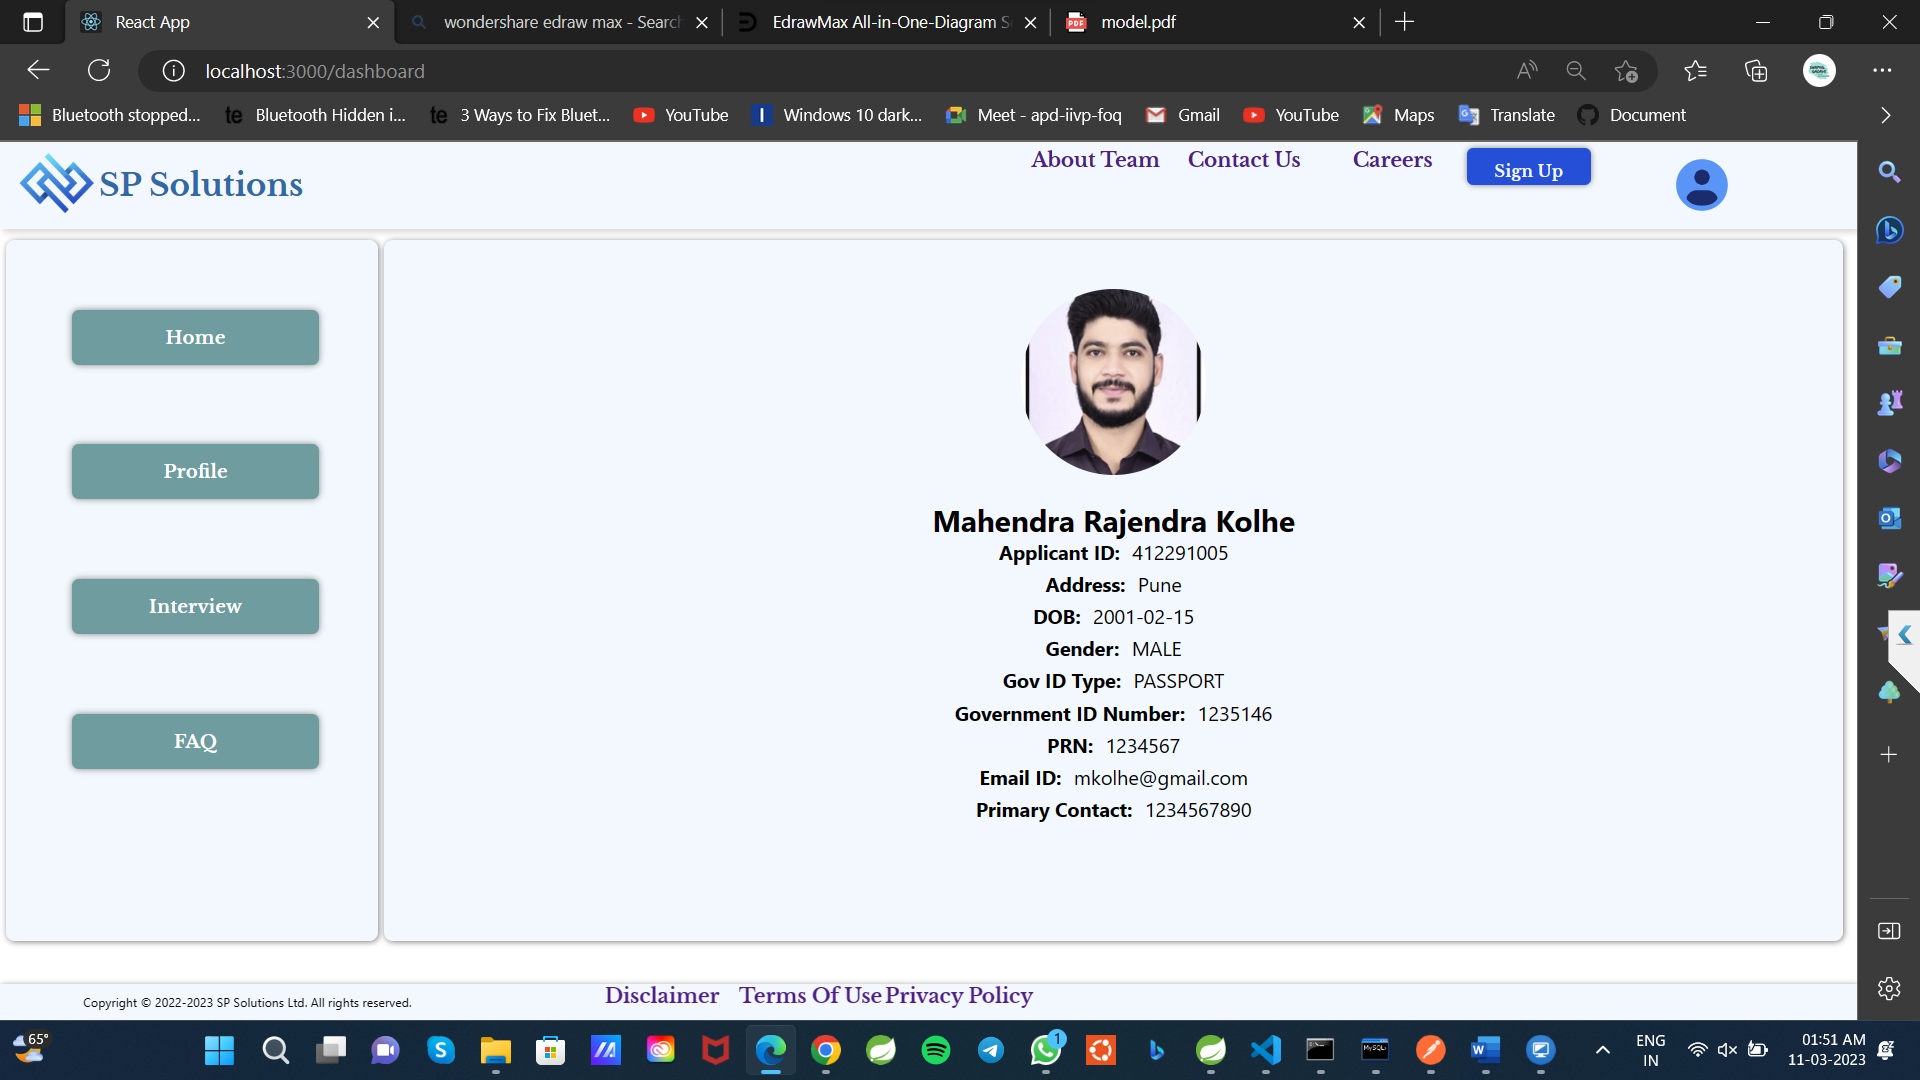 React App
wondershare edraw max - Search
EdrawMax All-in-One-Diagram S
model.pdf
localhost:3000/dashboard
Bluetooth stopped...
te Bluetooth Hidden i...
te 3 Ways to Fix Bluet...
YouTube
I Windows 10 dark...
Meet - apd-iivp-foq
Gmail
YouTube
Maps
Translate
Document
SP Solutions
About Team
Contact Us
Careers
Sign Up
Home
Profile
Interview
FAQ
Mahendra Rajendra Kolhe
Applicant ID: 412291005
Address: Pune
DOB: 2001-02-15
Gender: MALE
Gov ID Type: PASSPORT
Government ID Number: 1235146
PRN: 1234567
Email ID: mkolhe@gmail.com
Primary Contact: 1234567890
Copyright © 2022-2023 SP Solutions Ltd. All rights reserved.
Disclaimer
Terms Of Use
Privacy Policy
65°
1
ENG
IN
01:51 AM
11-03-2023